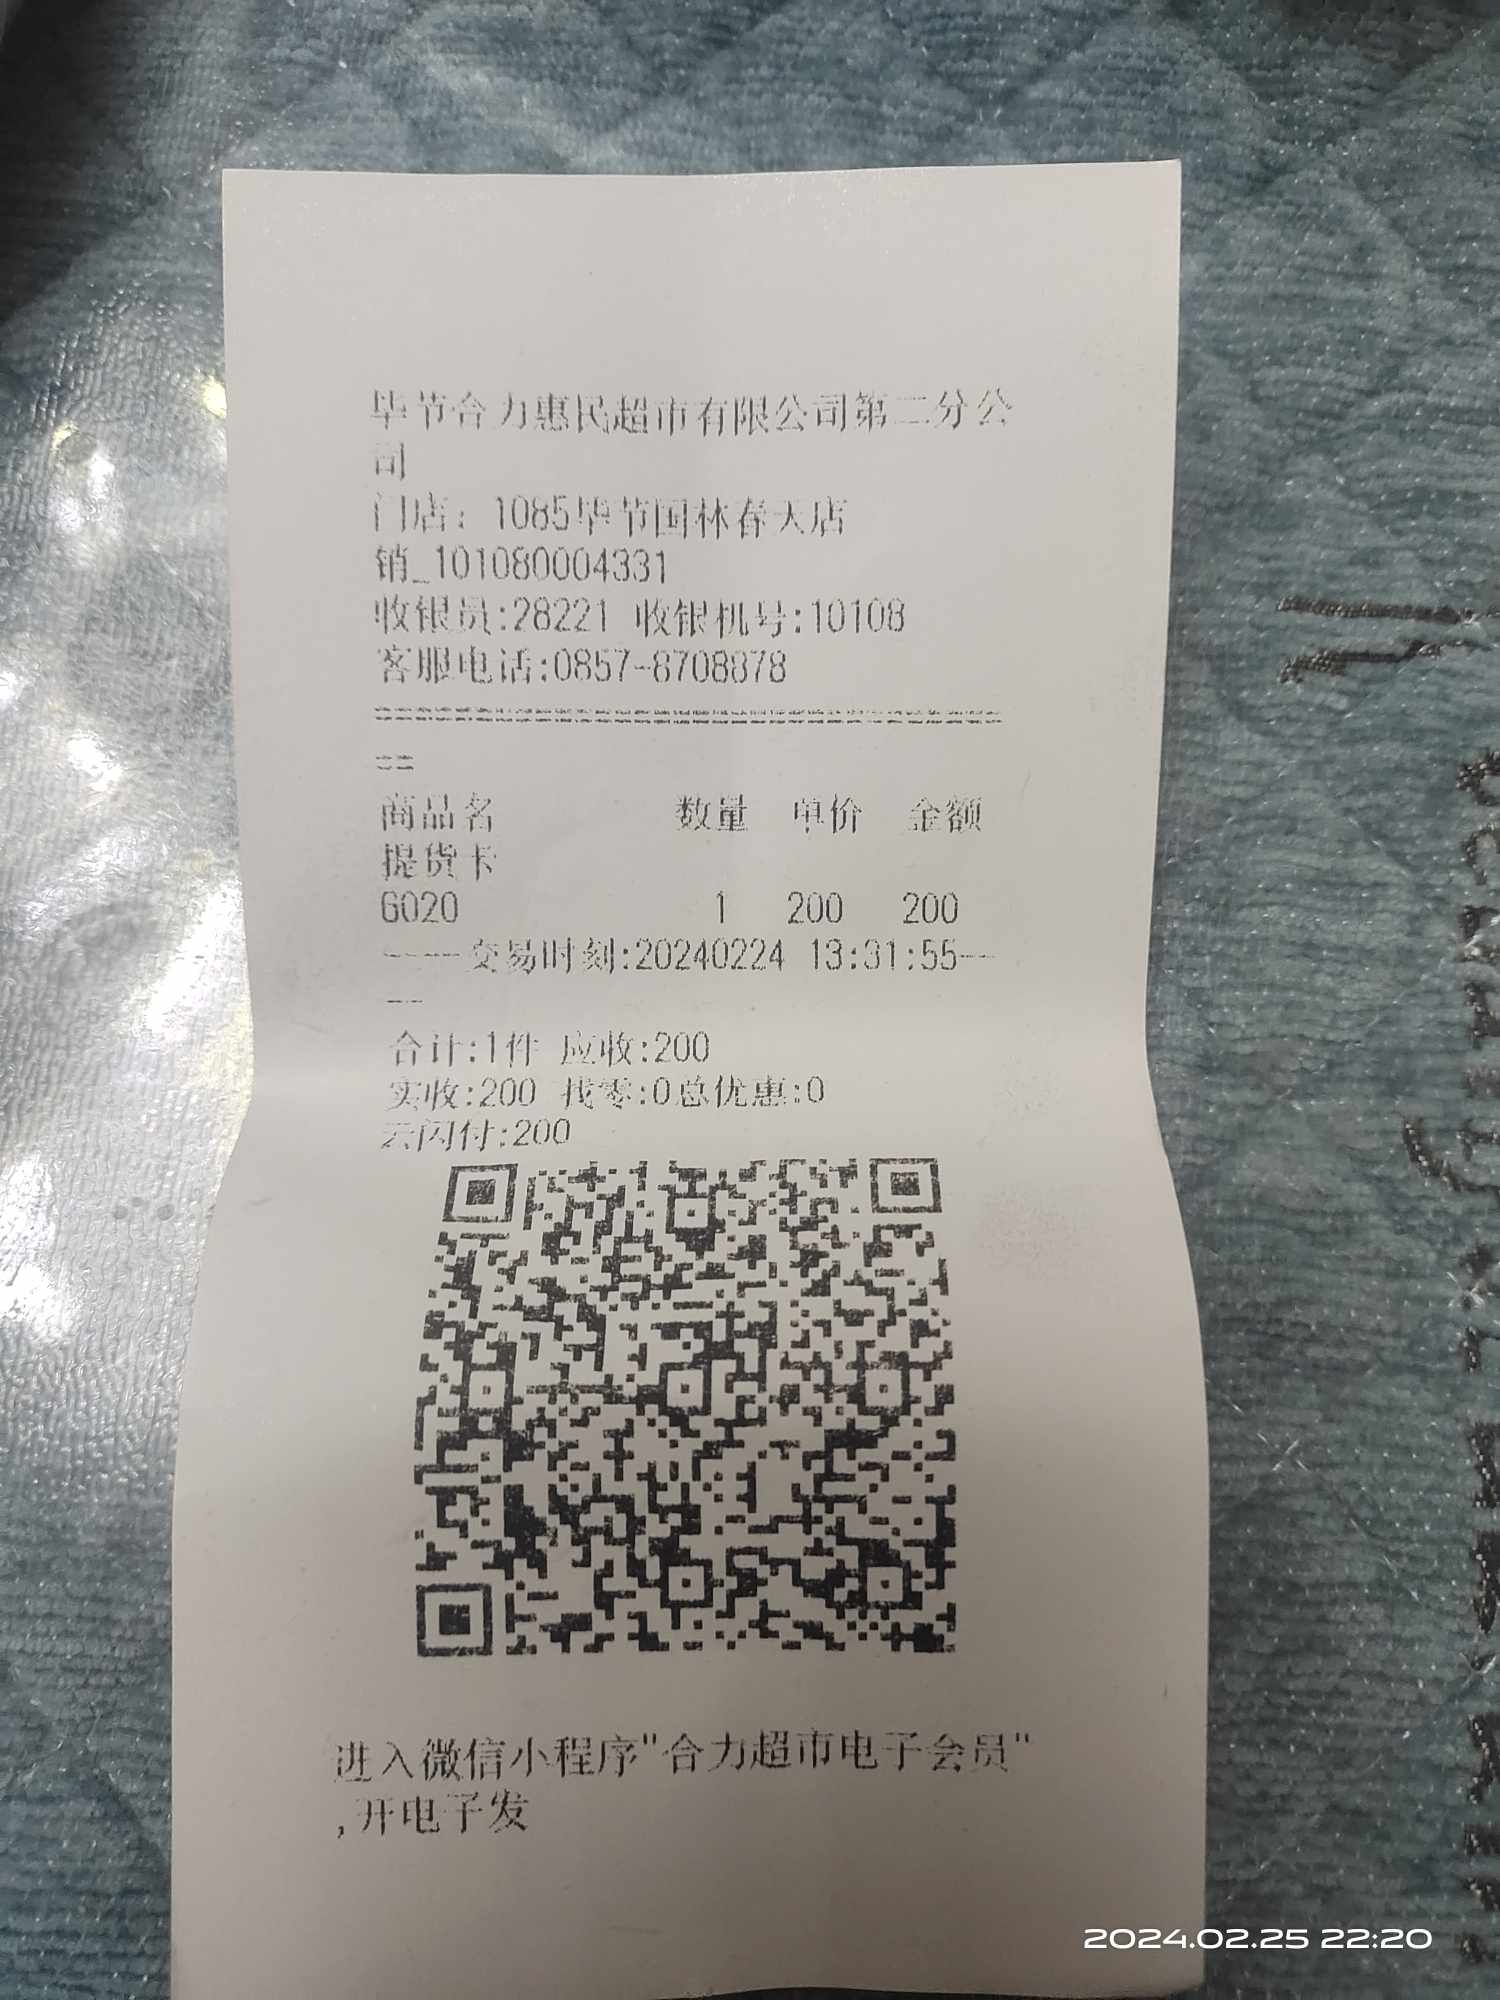 毕节合力惠民超市有限公司第二分公
司
门店：1085毕节国林春天店
销_101080004331
收银员:28221 收银机号:10108
客服电话:0857-8708878
================================
==
商品名 数量 单价 金额
提货卡
6020 1 200 200
----交易时刻:20240224 13:31:55--
--
合计:1件 应收:200
实收:200 找零:0总优惠:0
云闪付:200
进入微信小程序"合力超市电子会员"
,开电子发
2024.02.25 22:20